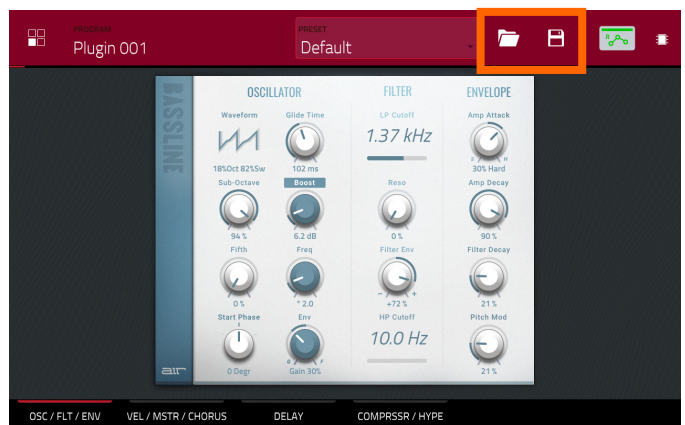 PROGRAM
Plugin 001
PRESET
Default
BASSLINE
OSCILLATOR
FILTER
ENVELOPE
Waveform
Glide Time
LP Cutoff
Amp Attack
1.37 kHz
S
H
18%Oct 82%Sw
102 ms
30% Hard
Sub-Octave
Boost
Reso
Amp Decay
94 %
6.2 dB
0 %
90 %
Fifth
Freq
Filter Env
Filter Decay
- +
0 %
* 2.0
+72 %
21 %
Start Phase
Env
HP Cutoff
Pitch Mod
10.0 Hz
air
0 Degr
Gain 30%
21 %
OSC / FLT / ENV
VEL / MSTR / CHORUS
DELAY
COMPRSSR / HYPE